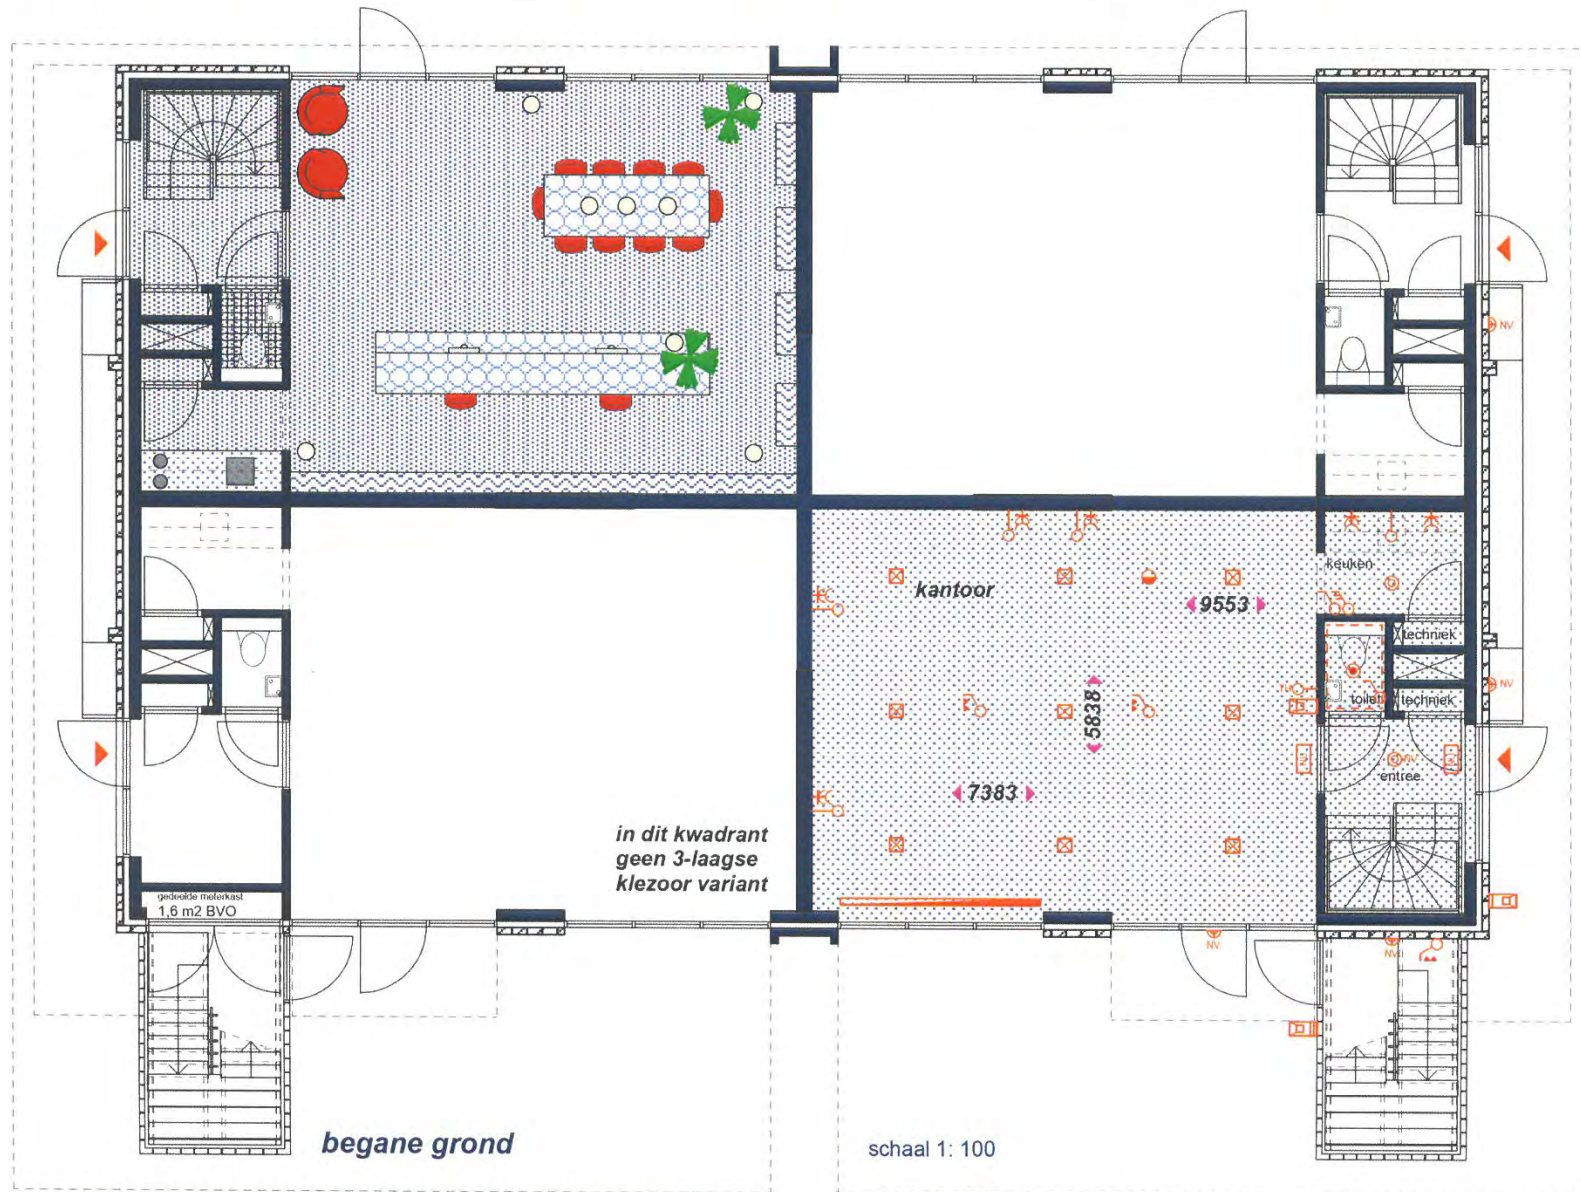 NV
keuken
kantoor
9553
techniek
5838
NV
toilet
techniek
NV
entree
7383
in dit kwadrant
geen 3-laagse
klezoor variant
gedeelde meterkast
1,6 m2 BVO
NV
NV
begane grond
schaal 1: 100